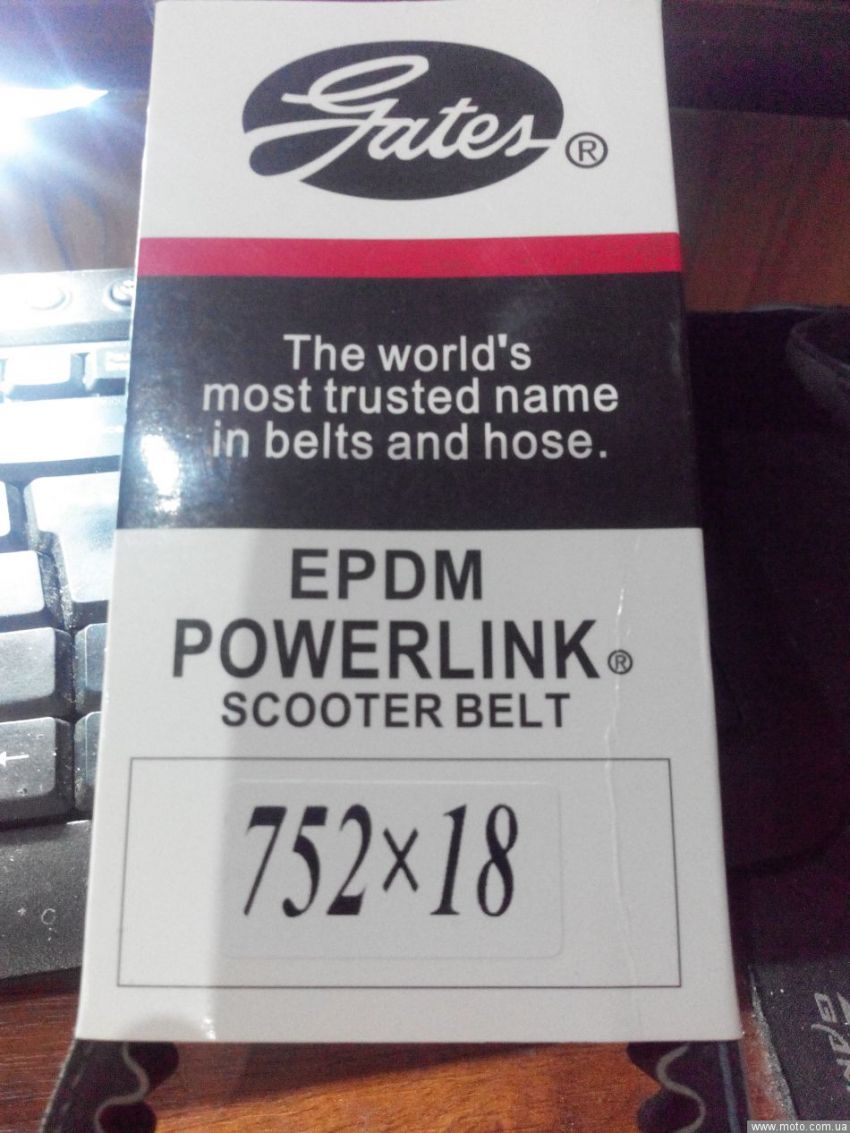 Gates®
The world's
most trusted name
in belts and hose.
EPDM
POWERLINK®
SCOOTER BELT
752×18
www.moto.com.ua